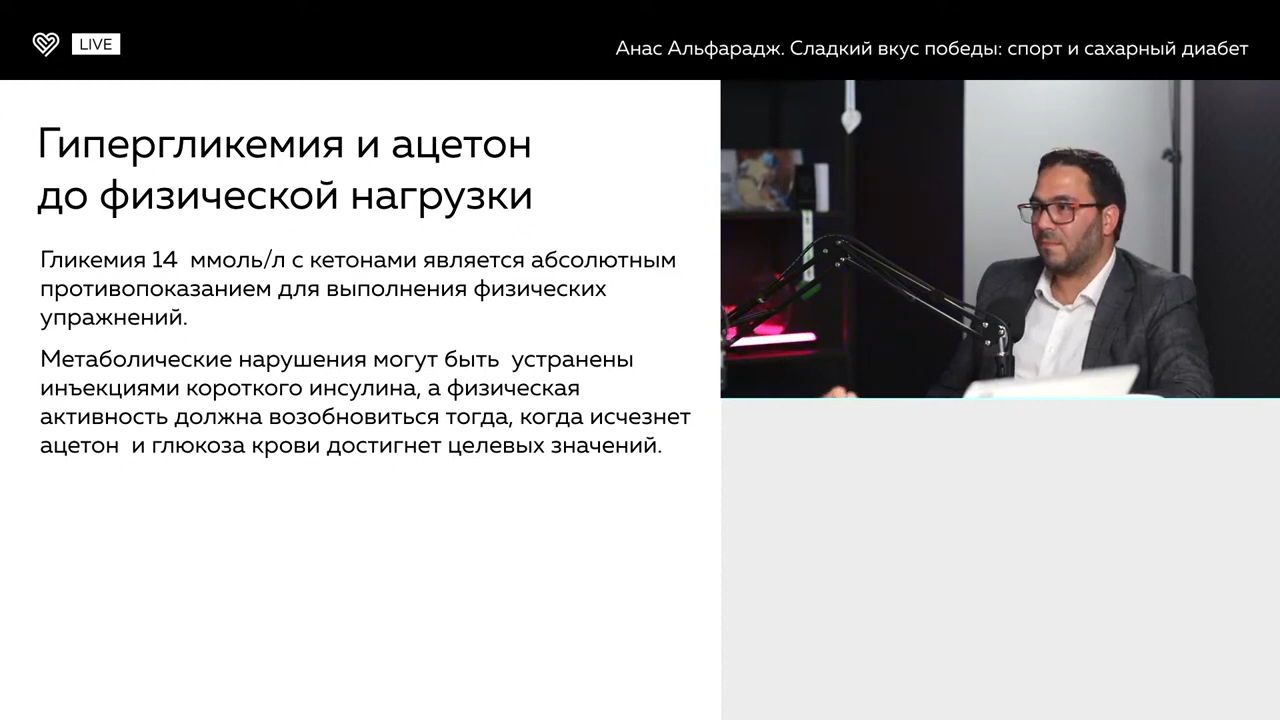 LIVE
Анас Альфарадж. Сладкий вкус победы: спорт и сахарный диабет
Гипергликемия и ацетон
до физической нагрузки
Гликемия 14 ммоль/л с кетонами является абсолютным
противопоказанием для выполнения физических
упражнений.
Метаболические нарушения могут быть устранены
инъекциями короткого инсулина, а физическая
активность должна возобновиться тогда, когда исчезнет
ацетон и глюкоза крови достигнет целевых значений.